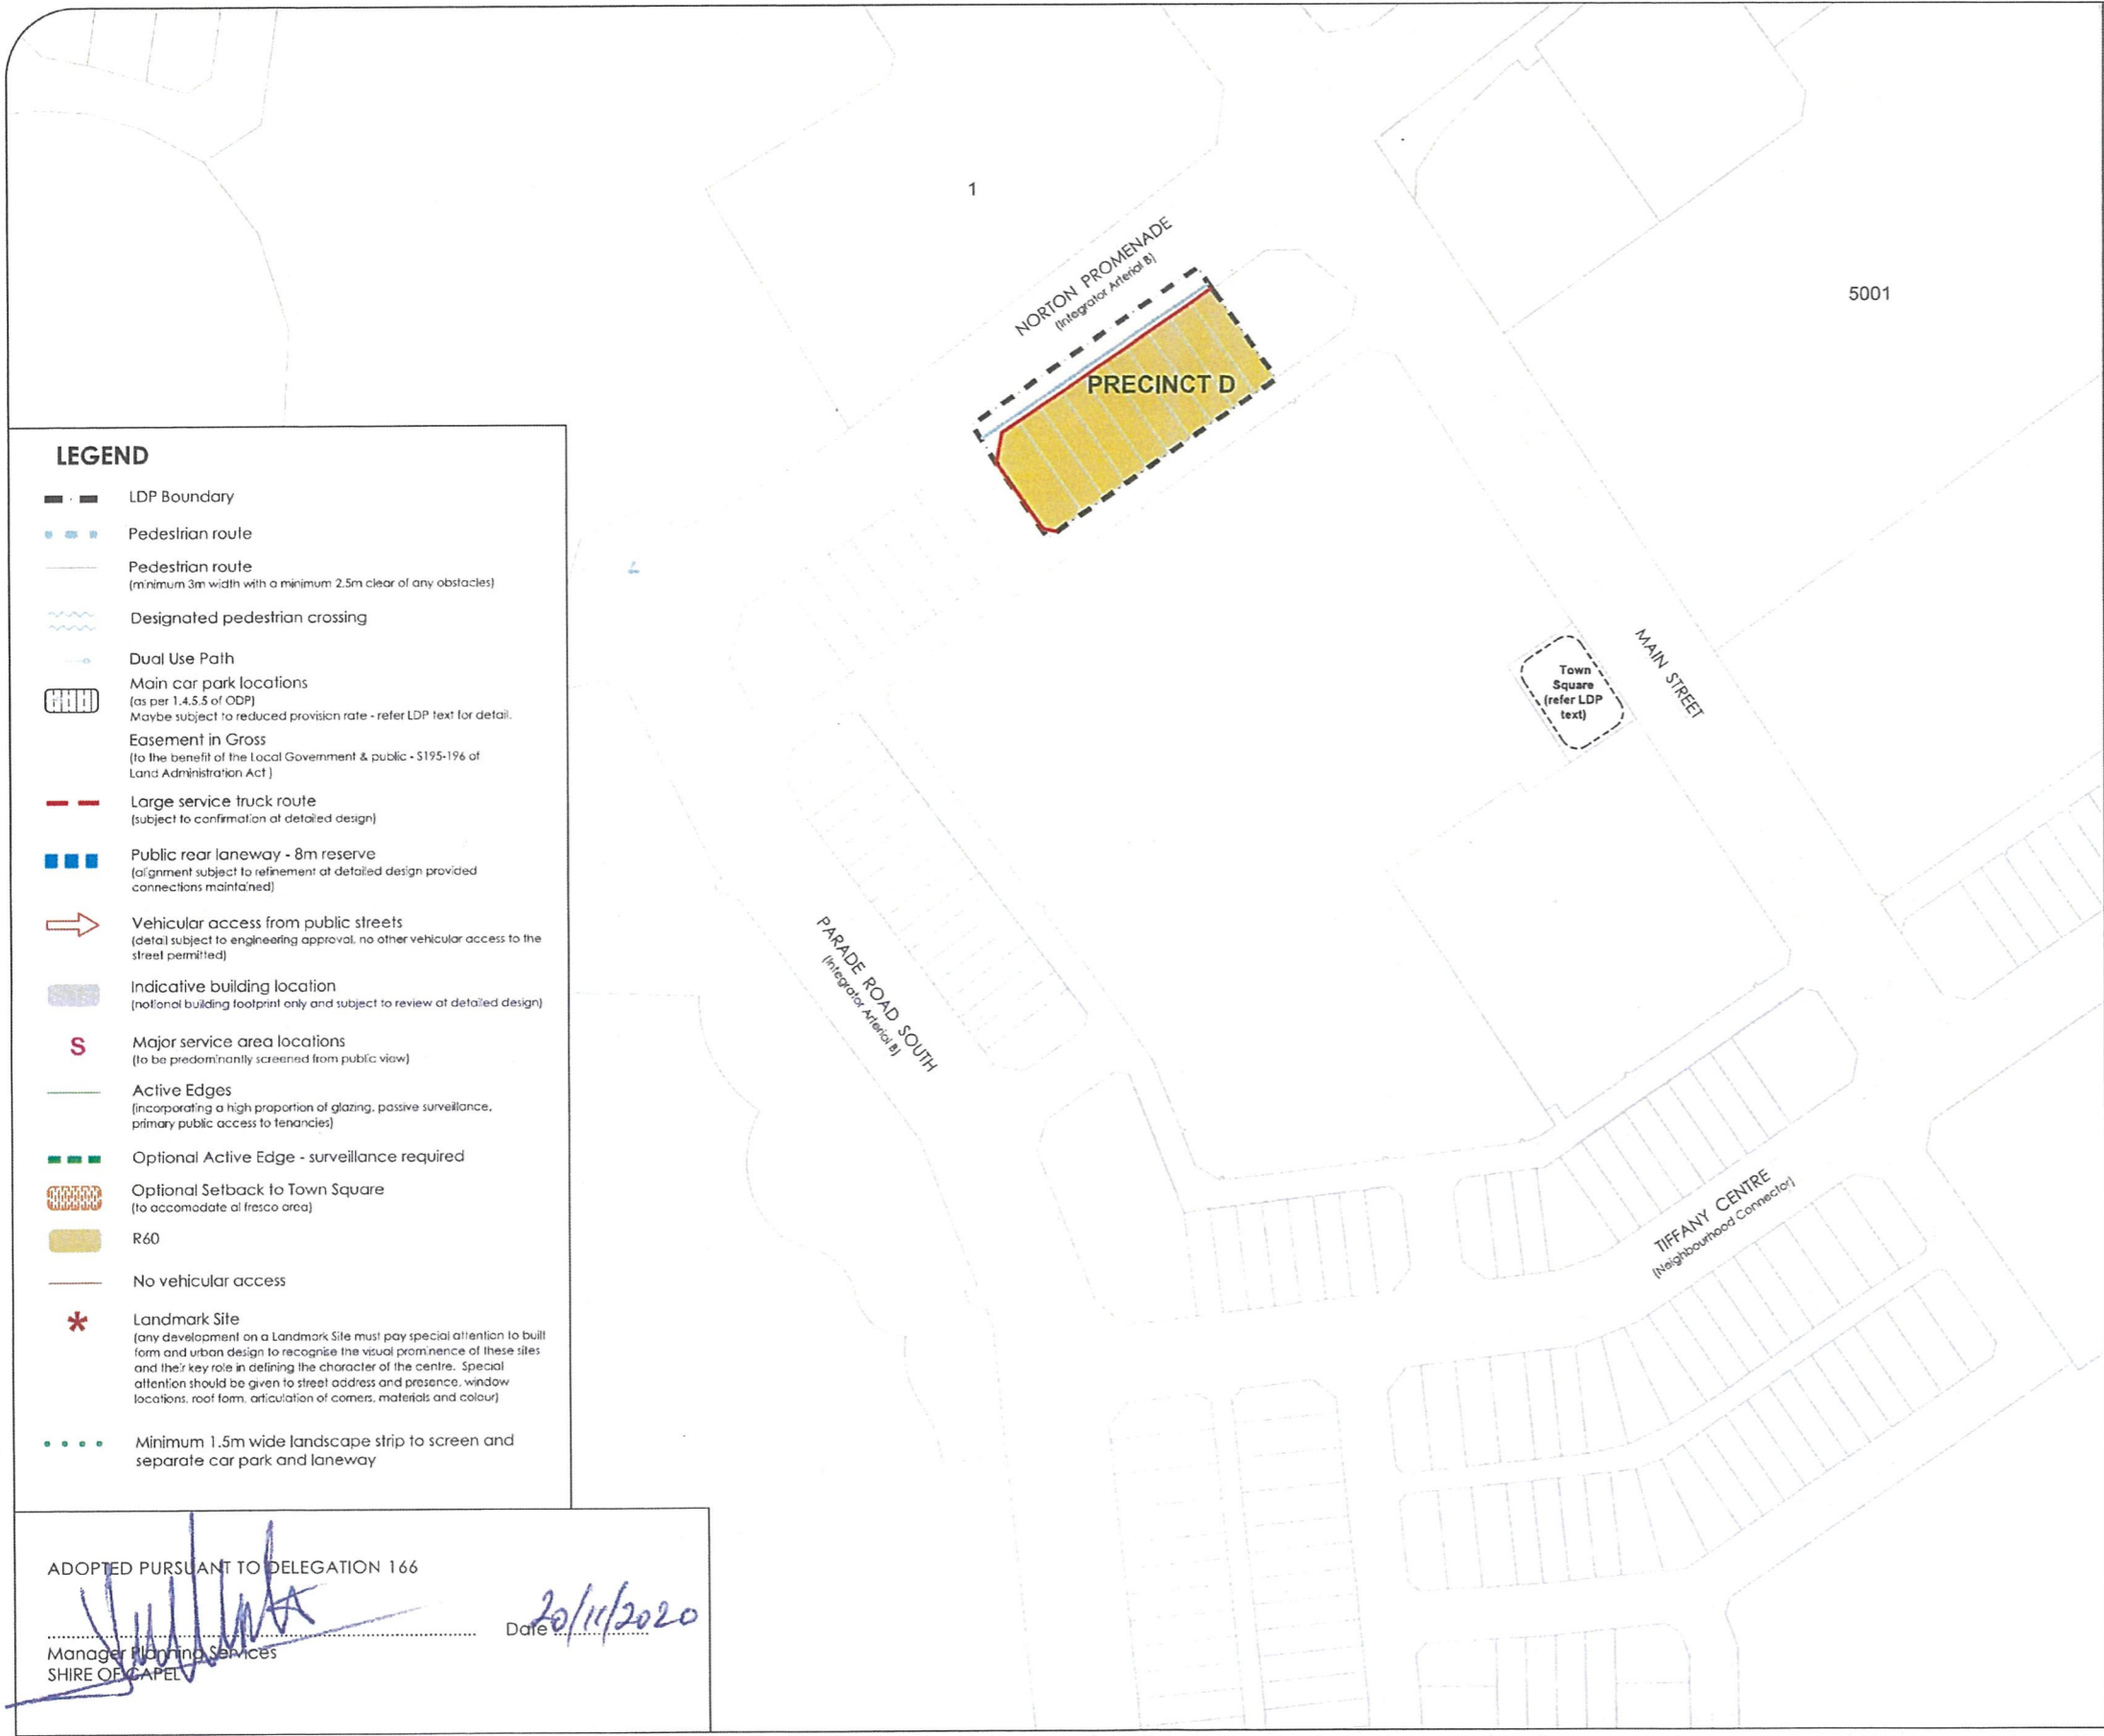 1
5001
NORTON PROMENADE
(Integrator Arterial B)
PRECINCT D
Town
Square
(refer LDP
text)
MAIN STREET
PARADE ROAD SOUTH
(Integrator Arterial B)
TIFFANY CENTRE
(Neighbourhood Connector)
LEGEND
LDP Boundary
Pedestrian route
Pedestrian route
(minimum 3m width with a minimum 2.5m clear of any obstacles)
Designated pedestrian crossing
Dual Use Path
Main car park locations
(as per 1.4.5.5 of ODP)
Maybe subject to reduced provision rate - refer LDP text for detail.
Easement in Gross
(to the benefit of the Local Government & public - S195-196 of
Land Administration Act )
Large service truck route
(subject to confirmation at detailed design)
Public rear laneway - 8m reserve
(alignment subject to refinement at detailed design provided
connections maintained)
Vehicular access from public streets
(detail subject to engineering approval, no other vehicular access to the
street permitted)
Indicative building location
(notional building footprint only and subject to review at detailed design)
S Major service area locations
(to be predominantly screened from public view)
Active Edges
(incorporating a high proportion of glazing, passive surveillance,
primary public access to tenancies)
Optional Active Edge - surveillance required
Optional Setback to Town Square
(to accomodate al fresco area)
R60
No vehicular access
* Landmark Site
(any development on a Landmark Site must pay special attention to built
form and urban design to recognise the visual prominence of these sites
and their key role in defining the character of the centre. Special
attention should be given to street address and presence, window
locations, roof form, articulation of corners, materials and colour)
Minimum 1.5m wide landscape strip to screen and
separate car park and laneway
ADOPTED PURSUANT TO DELEGATION 166
Date 20/11/2020
Manager Planning Services
SHIRE OF CAPEL